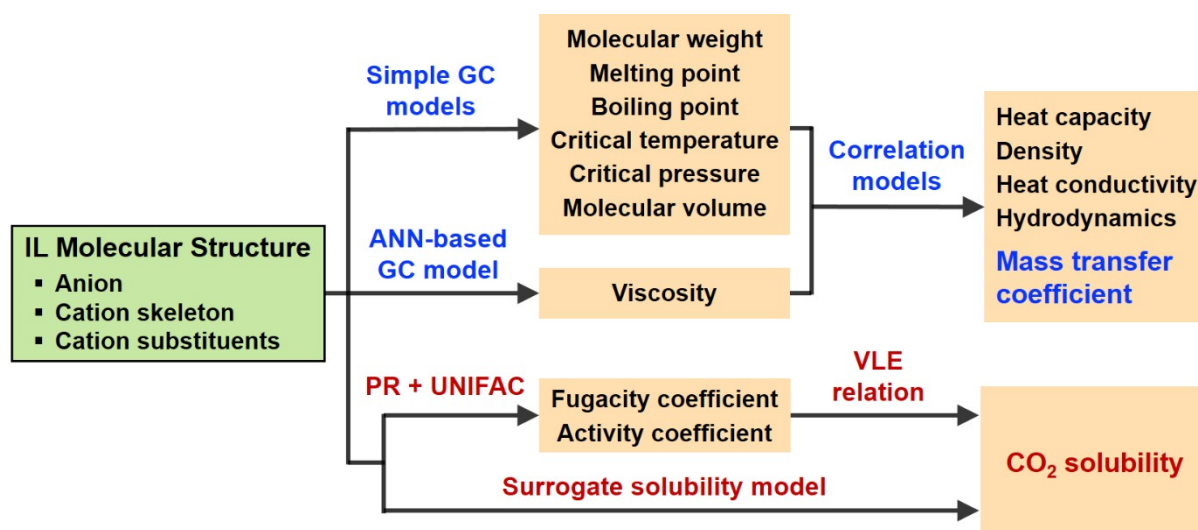 IL Molecular Structure
▪ Anion
▪ Cation skeleton
▪ Cation substituents
Simple GC
models
Molecular weight
Melting point
Boiling point
Critical temperature
Critical pressure
Molecular volume
ANN-based
GC model
Viscosity
Correlation
models
Heat capacity
Density
Heat conductivity
Hydrodynamics
Mass transfer
coefficient
PR + UNIFAC
Fugacity coefficient
Activity coefficient
VLE
relation
Surrogate solubility model
CO₂ solubility